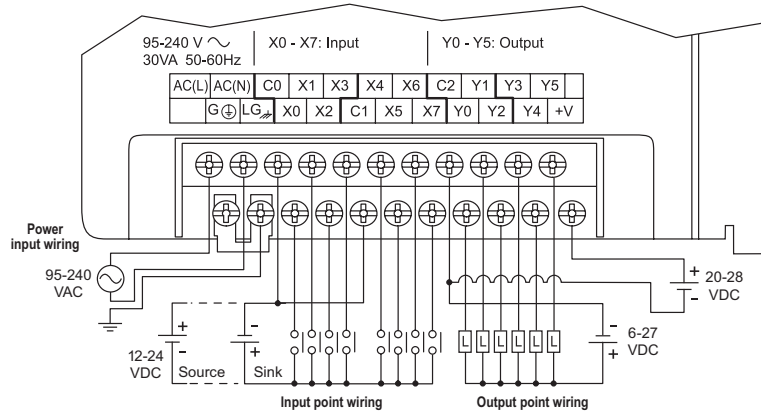 95-240 V X0 - X7: Input Y0 - Y5: Output
30VA 50-60Hz
AC(L) AC(N) C0 X1 X3 X4 X6 C2 Y1 Y3 Y5
G LG X0 X2 C1 X5 X7 Y0 Y2 Y4 +V
Power
input wiring
95-240
VAC
+
-
12-24
VDC
Source
-
+
Sink
L L L L L L
+
-
20-28
VDC
-
+
6-27
VDC
Input point wiring
Output point wiring